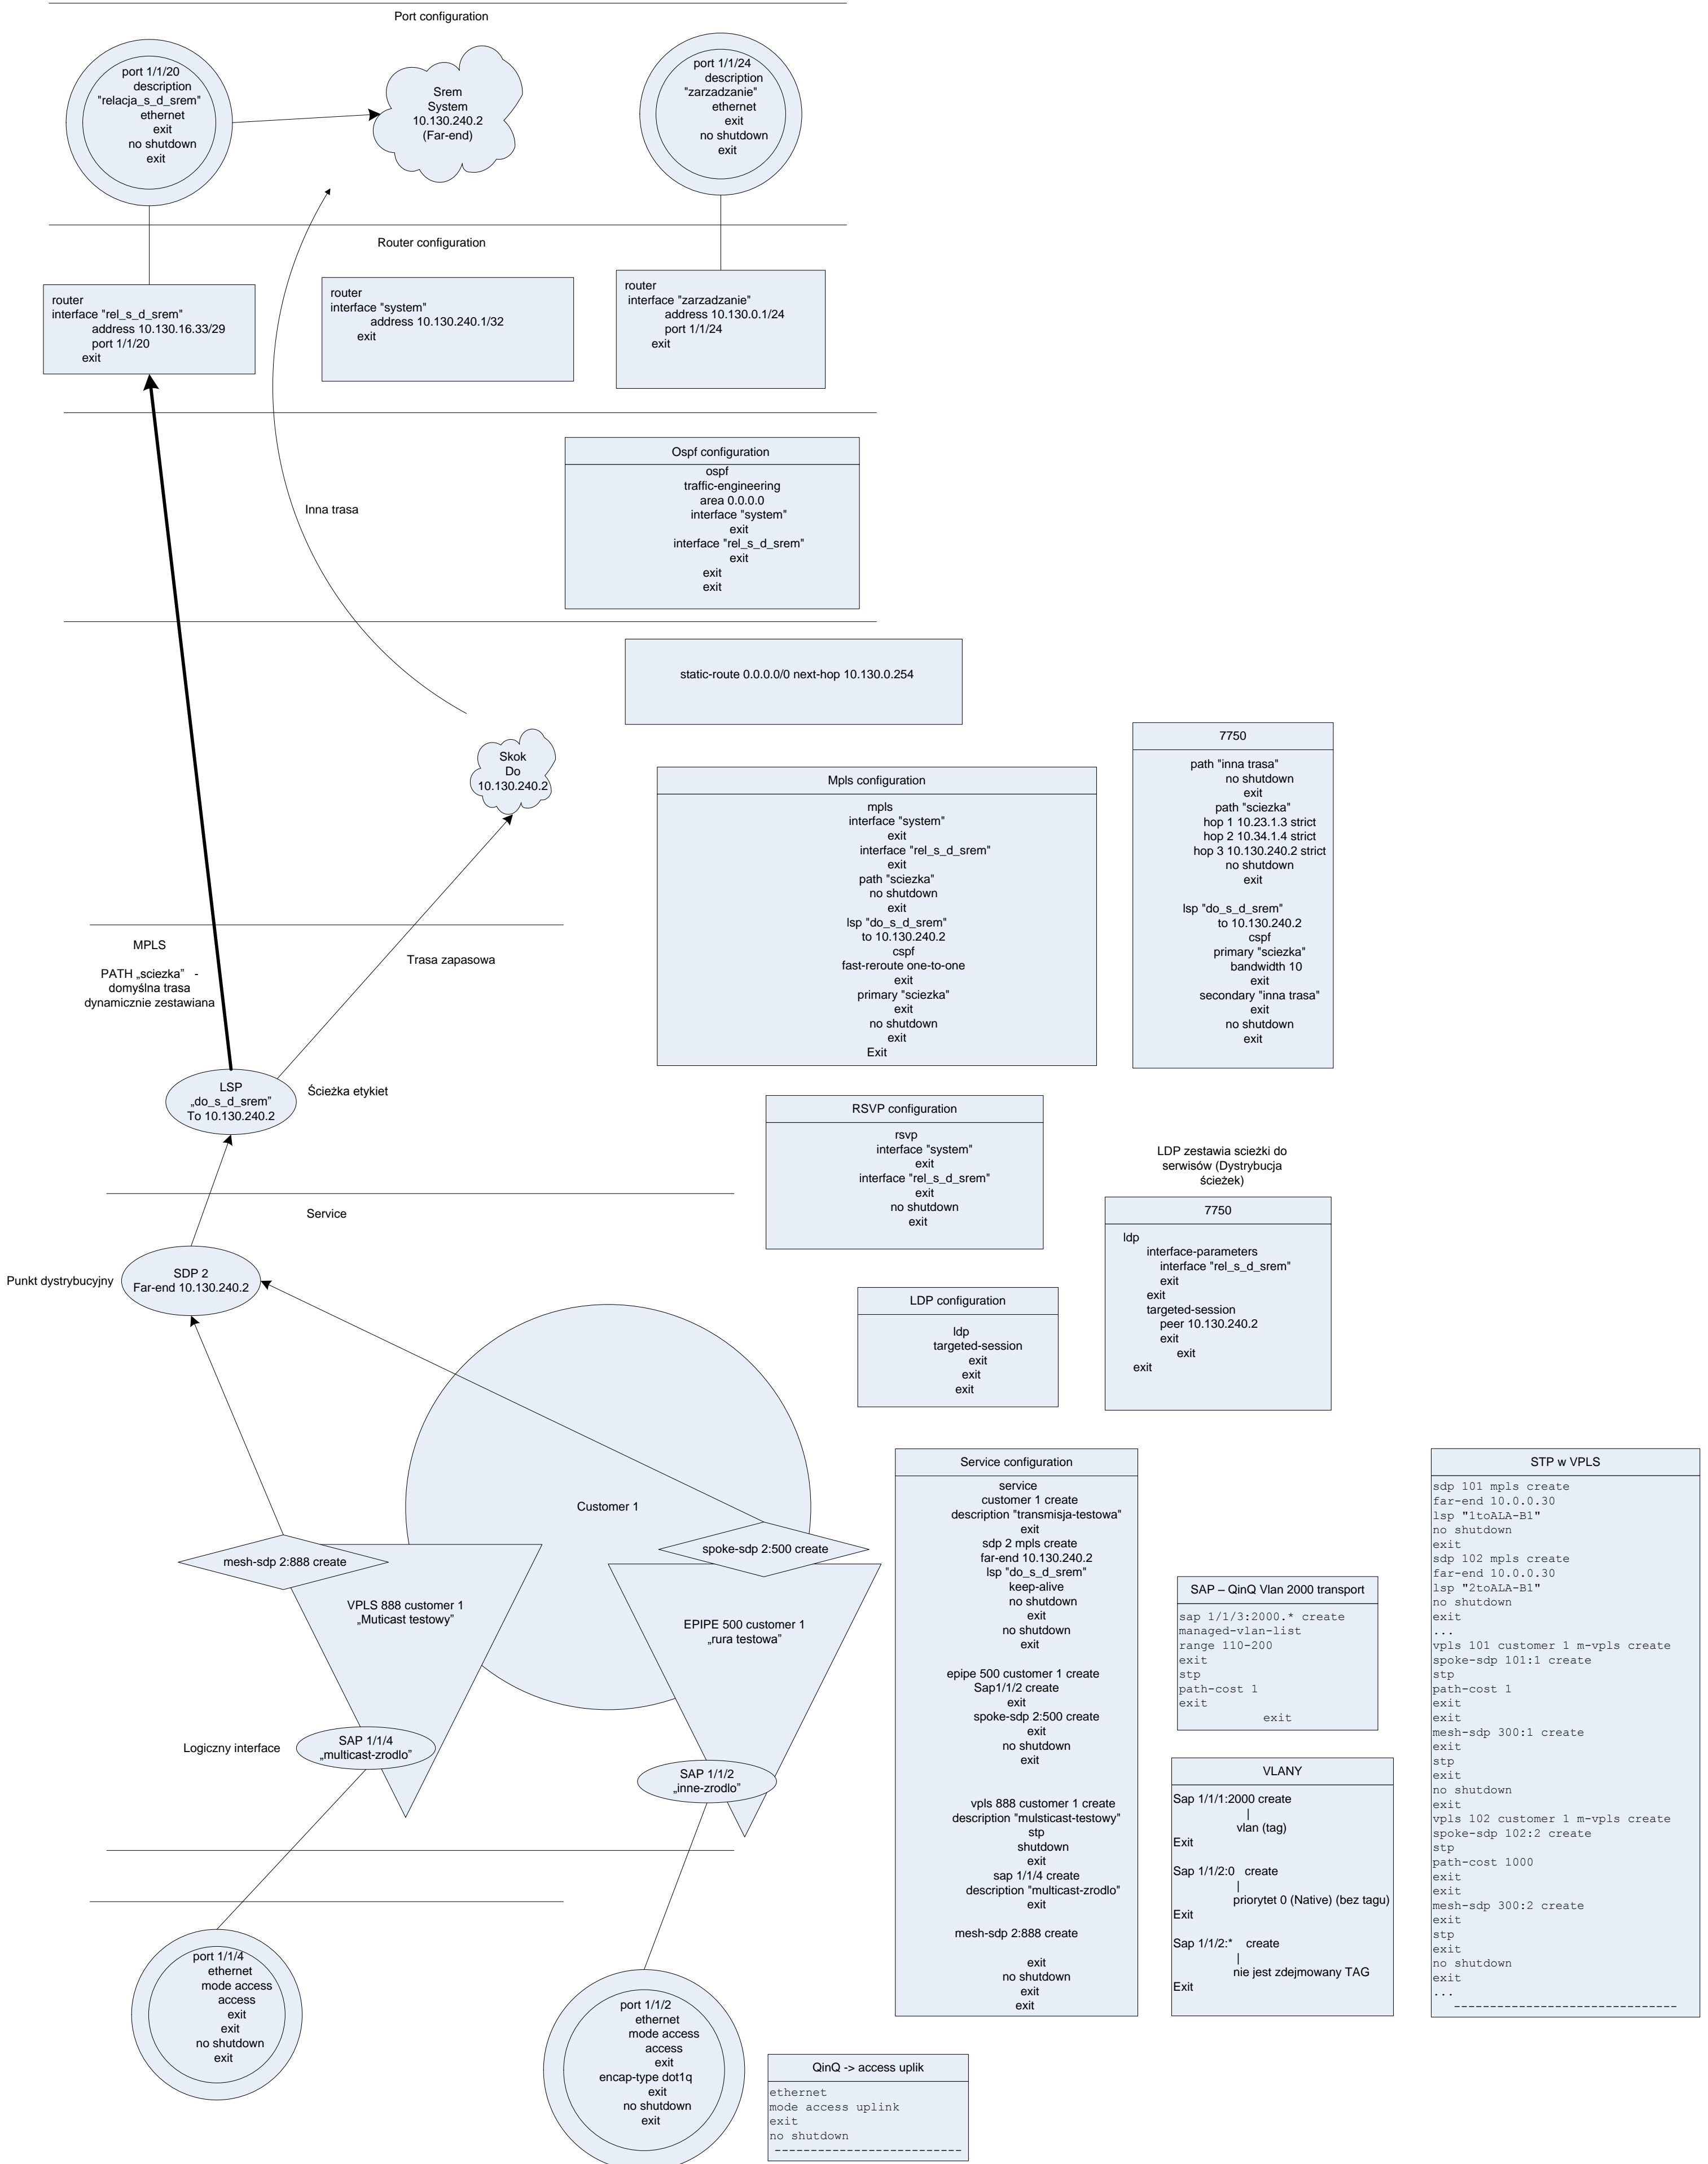 Port configuration
port 1/1/20
description
"relacja_s_d_srem"
ethernet
exit
no shutdown
exit
Srem
System
10.130.240.2
(Far-end)
port 1/1/24
description
"zarzadzanie"
ethernet
exit
no shutdown
exit
Router configuration
router
interface "rel_s_d_srem"
address 10.130.16.33/29
port 1/1/20
exit
router
interface "system"
address 10.130.240.1/32
exit
router
interface "zarzadzanie"
address 10.130.0.1/24
port 1/1/24
exit
Ospf configuration
ospf
traffic-engineering
area 0.0.0.0
interface "system"
exit
interface "rel_s_d_srem"
exit
exit
exit
Inna trasa
static-route 0.0.0.0/0 next-hop 10.130.0.254
Skok
Do
10.130.240.2
Mpls configuration
mpls
interface "system"
exit
interface "rel_s_d_srem"
exit
path "sciezka"
no shutdown
exit
lsp "do_s_d_srem"
to 10.130.240.2
cspf
fast-reroute one-to-one
exit
primary "sciezka"
exit
no shutdown
exit
Exit
7750
path "inna trasa"
no shutdown
exit
path "sciezka"
hop 1 10.23.1.3 strict
hop 2 10.34.1.4 strict
hop 3 10.130.240.2 strict
no shutdown
exit
lsp "do_s_d_srem"
to 10.130.240.2
cspf
primary "sciezka"
bandwidth 10
exit
secondary "inna trasa"
exit
no shutdown
exit
MPLS
PATH „sciezka” -
domyślna trasa
dynamicznie zestawiana
Trasa zapasowa
LSP
„do_s_d_srem”
To 10.130.240.2
Ścieżka etykiet
RSVP configuration
rsvp
interface "system"
exit
interface "rel_s_d_srem"
exit
no shutdown
exit
LDP zestawia scieżki do
serwisów (Dystrybucja
ścieżek)
7750
ldp
interface-parameters
interface "rel_s_d_srem"
exit
exit
targeted-session
peer 10.130.240.2
exit
exit
exit
Service
Punkt dystrybucyjny
SDP 2
Far-end 10.130.240.2
LDP configuration
ldp
targeted-session
exit
exit
exit
Customer 1
mesh-sdp 2:888 create
spoke-sdp 2:500 create
VPLS 888 customer 1
„Muticast testowy”
EPIPE 500 customer 1
„rura testowa”
Logiczny interface
SAP 1/1/4
„multicast-zrodlo”
SAP 1/1/2
„inne-zrodlo”
Service configuration
service
customer 1 create
description "transmisja-testowa"
exit
sdp 2 mpls create
far-end 10.130.240.2
lsp "do_s_d_srem"
keep-alive
no shutdown
exit
no shutdown
exit
epipe 500 customer 1 create
Sap1/1/2 create
exit
spoke-sdp 2:500 create
exit
no shutdown
exit
vpls 888 customer 1 create
description "mulsticast-testowy"
stp
shutdown
exit
sap 1/1/4 create
description "multicast-zrodlo"
exit
mesh-sdp 2:888 create
exit
no shutdown
exit
exit
SAP – QinQ Vlan 2000 transport
sap 1/1/3:2000.* create
managed-vlan-list
range 110-200
exit
stp
path-cost 1
exit
exit
VLANY
Sap 1/1/1:2000 create
|
vlan (tag)
Exit
Sap 1/1/2:0 create
|
priorytet 0 (Native) (bez tagu)
Exit
Sap 1/1/2:* create
|
nie jest zdejmowany TAG
Exit
STP w VPLS
sdp 101 mpls create
far-end 10.0.0.30
lsp "1toALA-B1"
no shutdown
exit
sdp 102 mpls create
far-end 10.0.0.30
lsp "2toALA-B1"
no shutdown
exit
...
vpls 101 customer 1 m-vpls create
spoke-sdp 101:1 create
stp
path-cost 1
exit
exit
mesh-sdp 300:1 create
exit
stp
exit
no shutdown
exit
vpls 102 customer 1 m-vpls create
spoke-sdp 102:2 create
stp
path-cost 1000
exit
exit
mesh-sdp 300:2 create
exit
stp
exit
no shutdown
exit
...
-------------------------------
port 1/1/4
ethernet
mode access
access
exit
exit
no shutdown
exit
port 1/1/2
ethernet
mode access
access
exit
encap-type dot1q
exit
no shutdown
exit
QinQ -> access uplik
ethernet
mode access uplink
exit
no shutdown
--------------------------